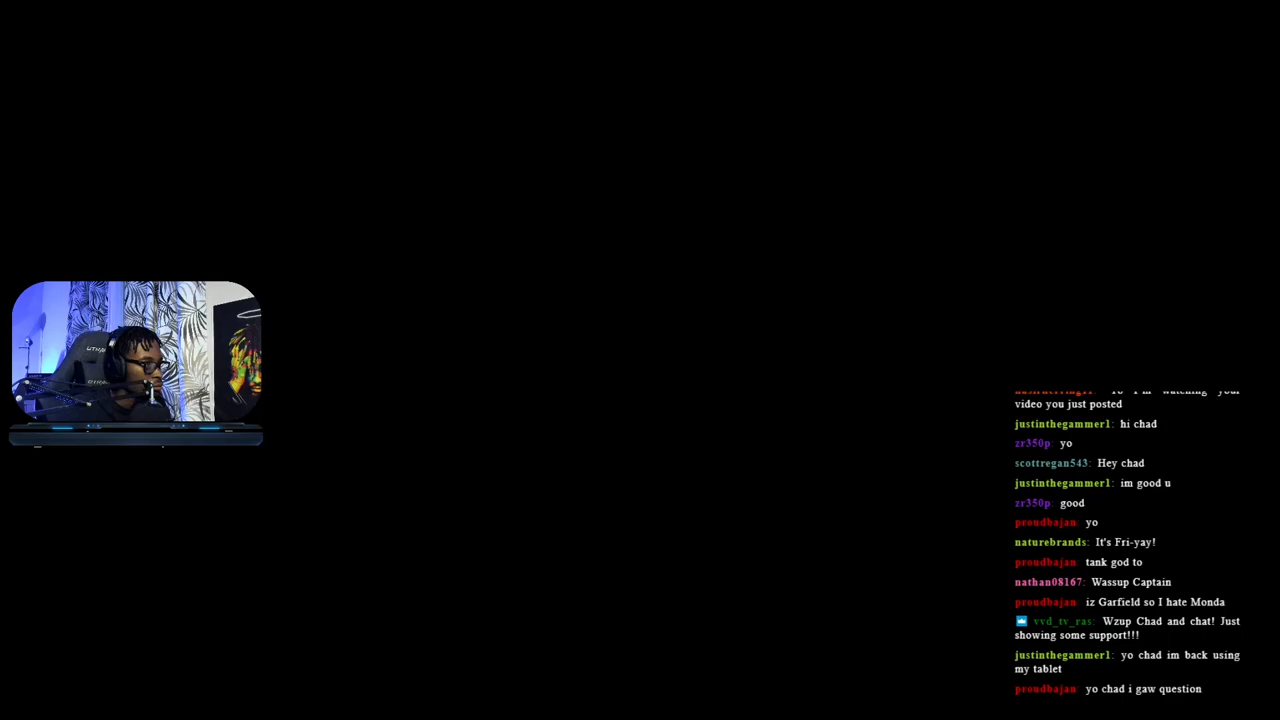 video you just posted
justinthegammer1: hi chad
zr350p: yo
scottregan543: Hey chad
justinthegammer1: im good u
zr350p: good
proudbajan: yo
naturebrands: It's Fri-yay!
proudbajan: tank god to
nathan08167: Wassup Captain
proudbajan: iz Garfield so I hate Monda
vvd_tv_ras: Wzup Chad and chat! Just
showing some support!!!
justinthegammer1: yo chad im back using
my tablet
proudbajan: yo chad i gaw question